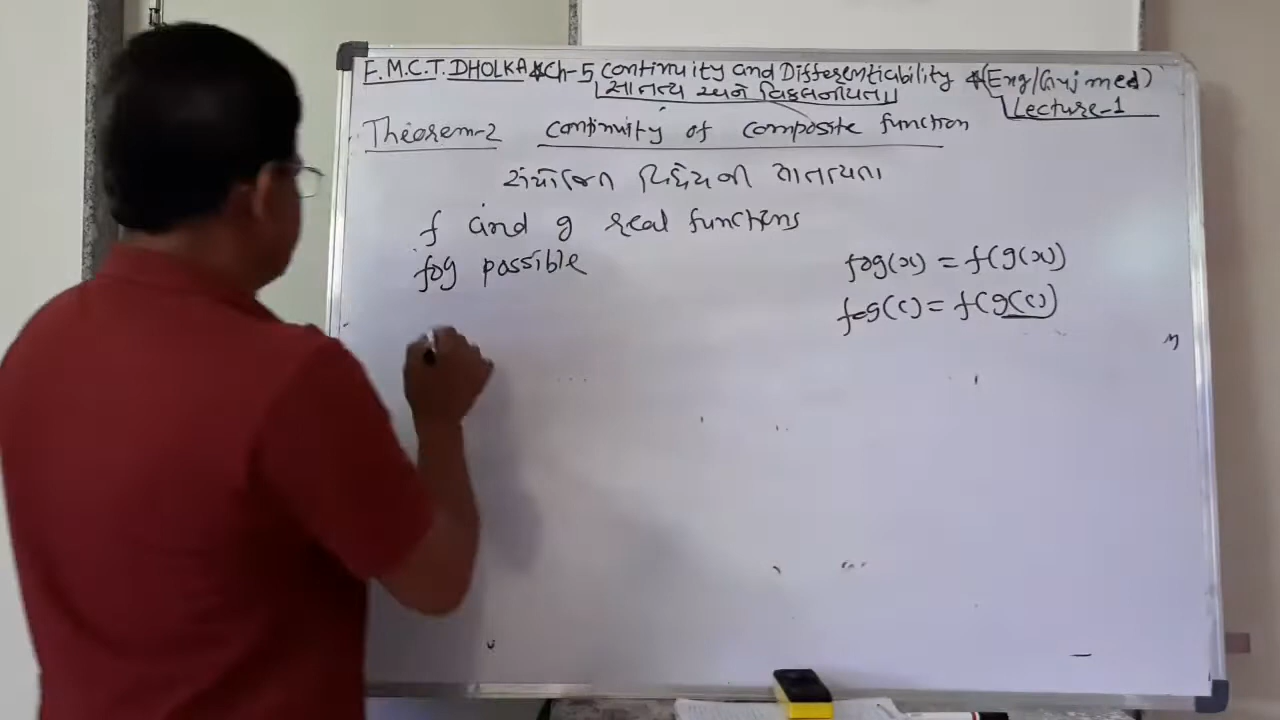 F.M.C.T. DHOLKA * Ch-5 Continuity and Differentiability * (Eng/Guj med)
સાતત્ય અને વિકલનીયતા
Lecture-1
Theorem-2 Continuity of composite function
સંયોજિત વિધેયની સાતત્યતા
f and g real functions
fog possible
fog(x) = f(g(x))
fog(c) = f(g(c))